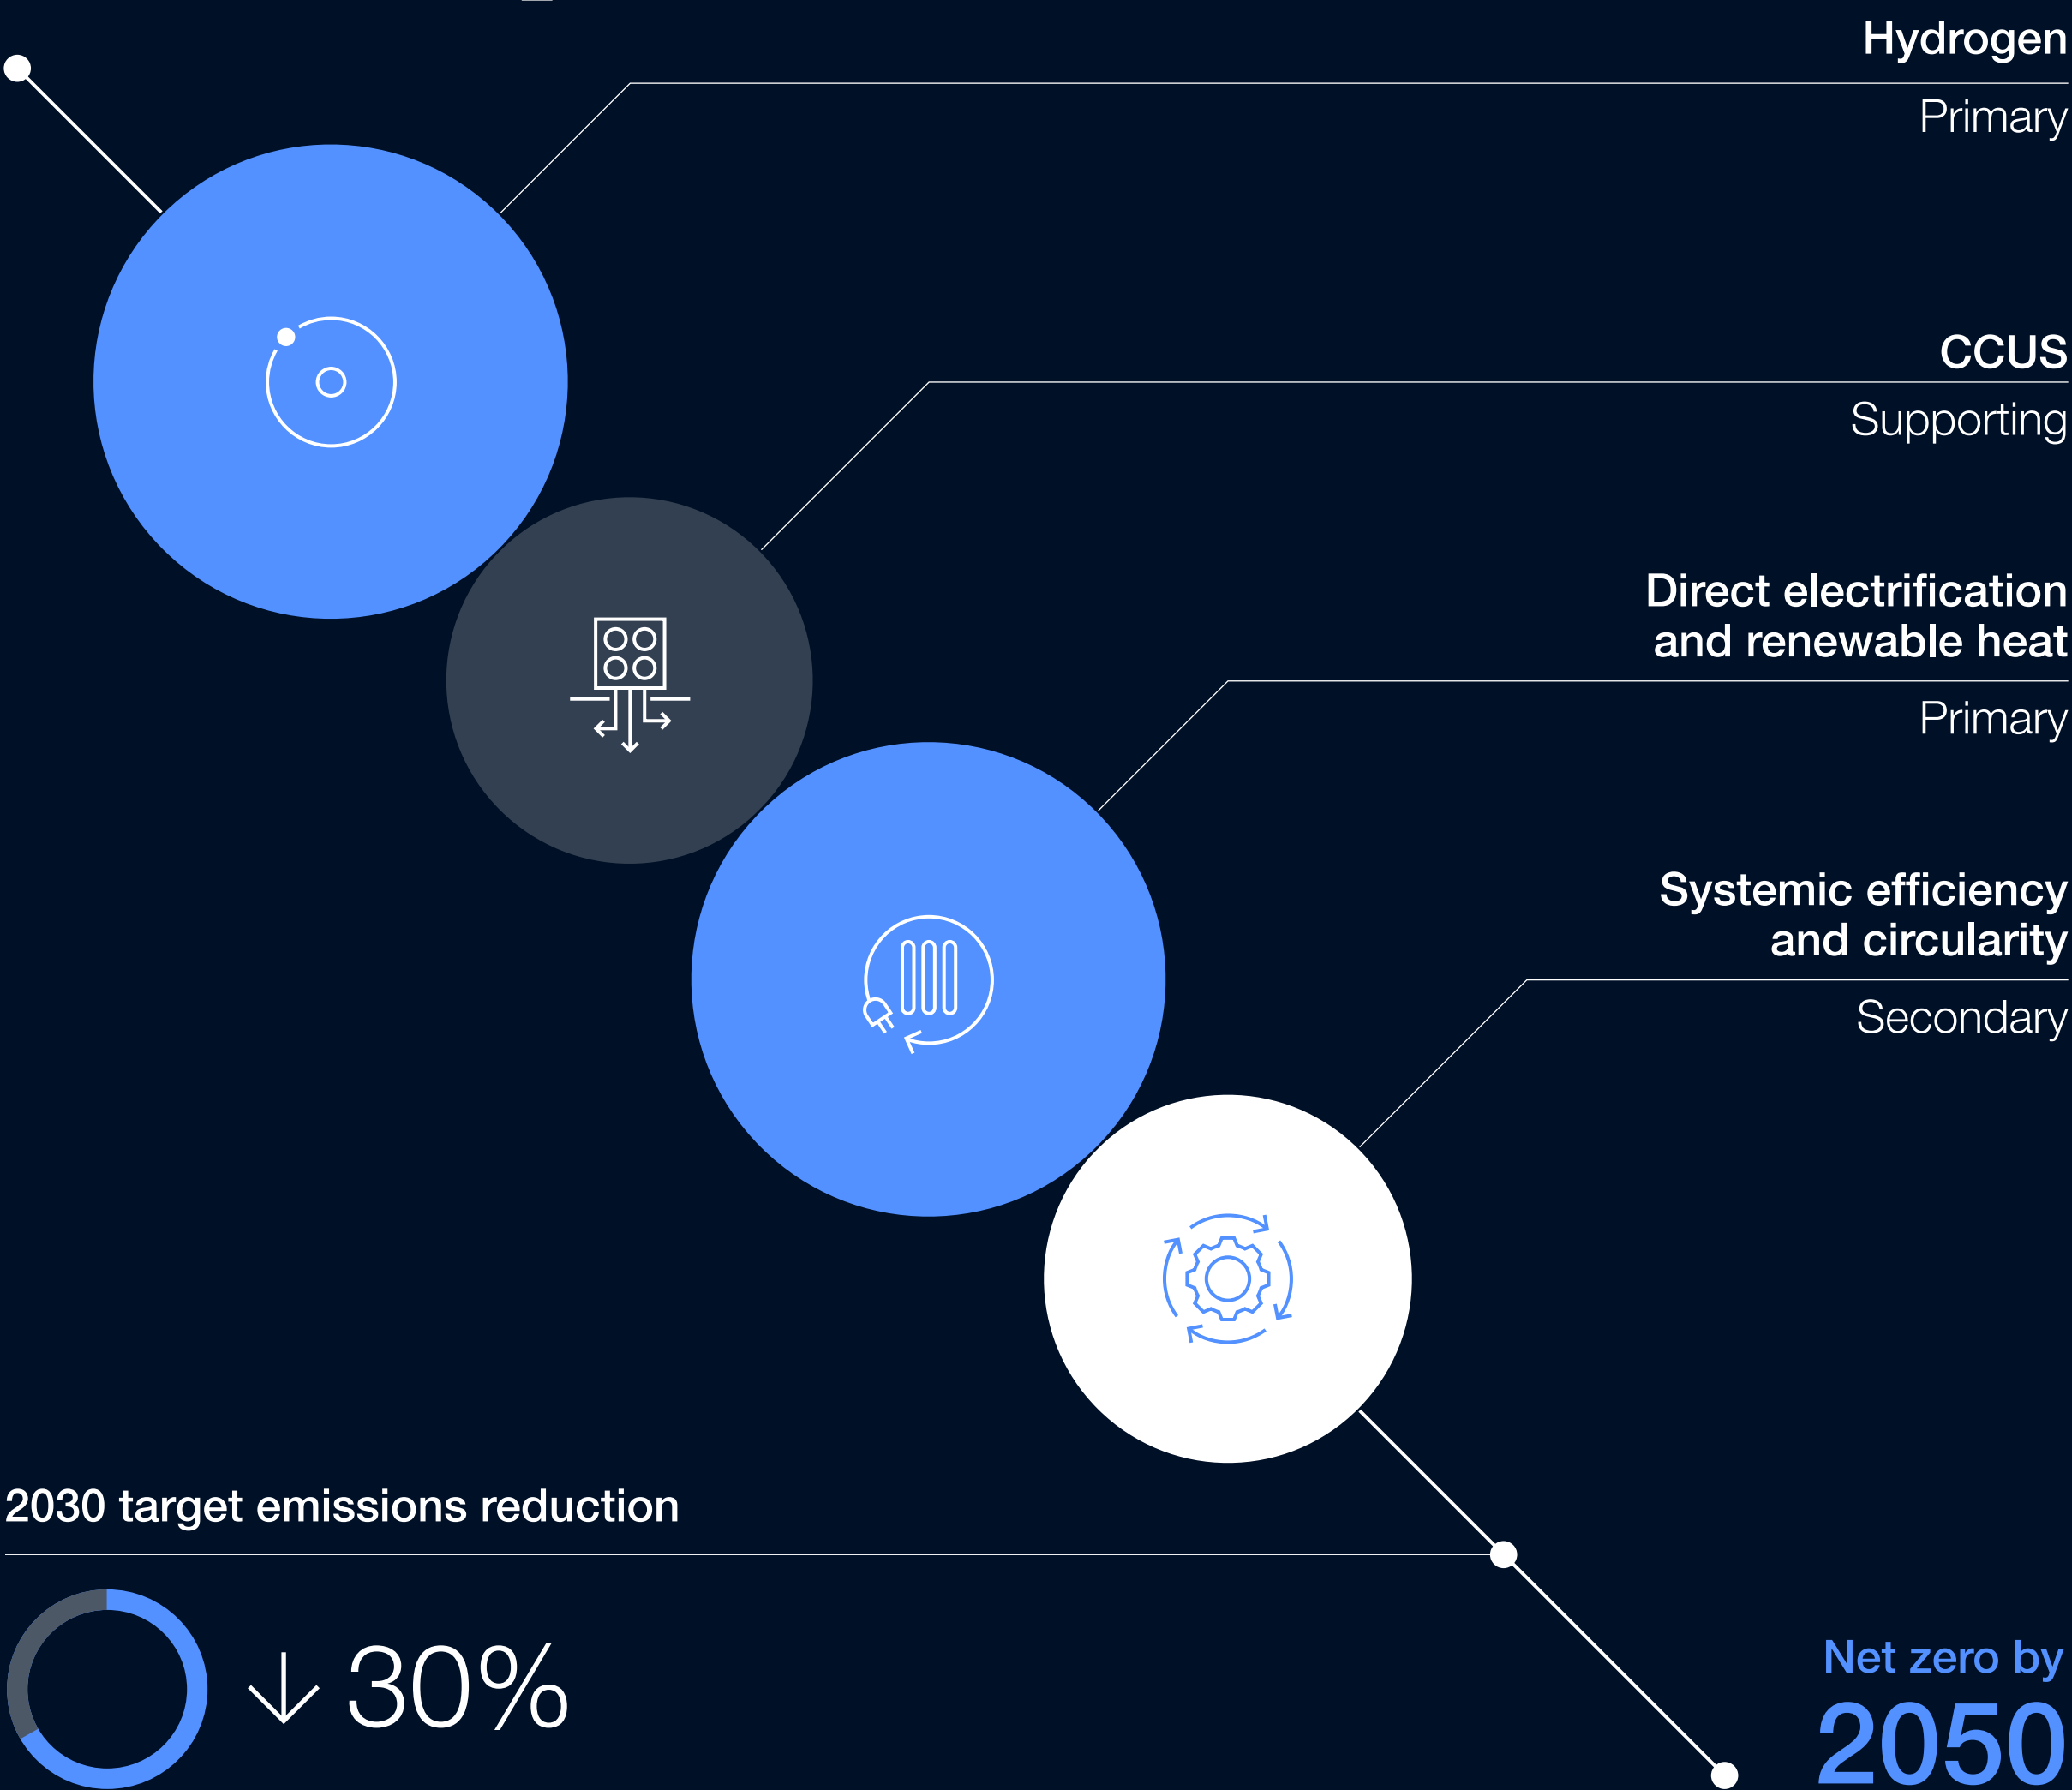 Hydrogen
Primary
CCUS
Supporting
Direct electrification
and renewable heat
Primary
Systemic efficiency
and circularity
Secondary
2030 target emissions reduction
↓ 30%
Net zero by
2050